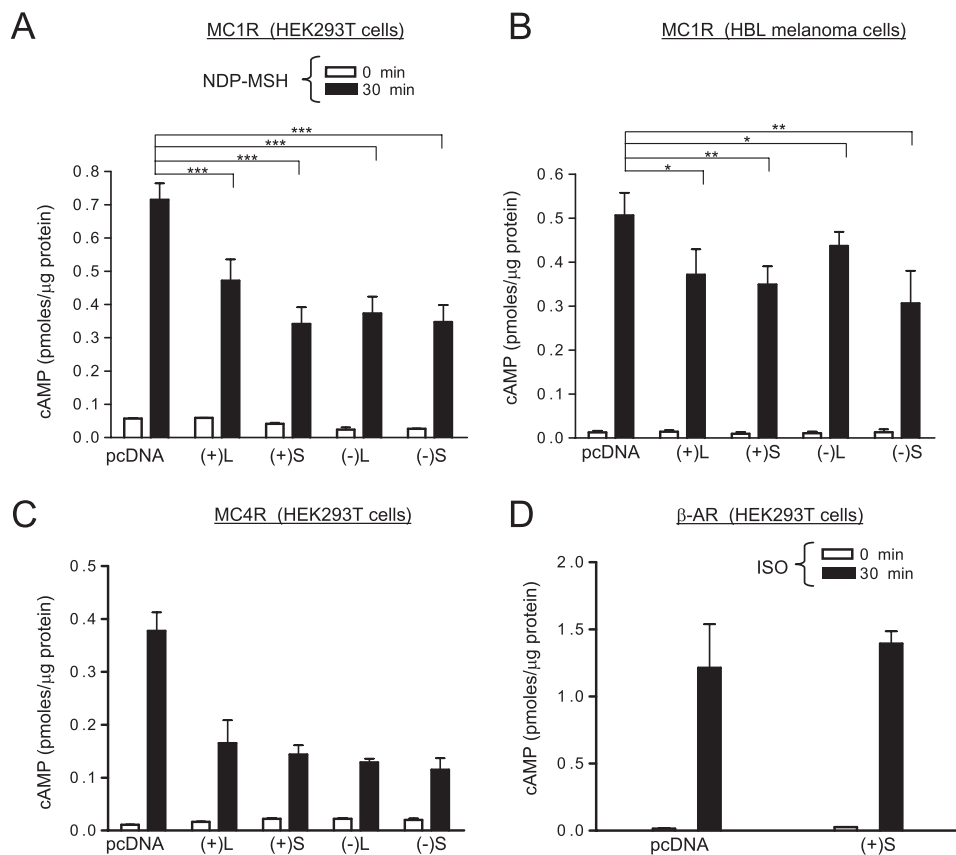 A
MC1R (HEK293T cells)
NDP-MSH
0 min
30 min
***
***
***
***
cAMP (pmoles/µg protein)
0.8
0.7
0.5
0.4
0.3
0.2
0.1
0.0
pcDNA (+)L (+)S (-)L (-)S
B
MC1R (HBL melanoma cells)
**
*
**
*
cAMP (pmoles/µg protein)
0.6
0.5
0.4
0.3
0.2
0.1
0.0
pcDNA (+)L (+)S (-)L (-)S
C
MC4R (HEK293T cells)
cAMP (pmoles/µg protein)
0.5
0.4
0.3
0.2
0.1
0.0
pcDNA (+)L (+)S (-)L (-)S
D
β-AR (HEK293T cells)
ISO
0 min
30 min
cAMP (pmoles/µg protein)
2.0
1.5
1.0
0.5
0.0
pcDNA (+)S